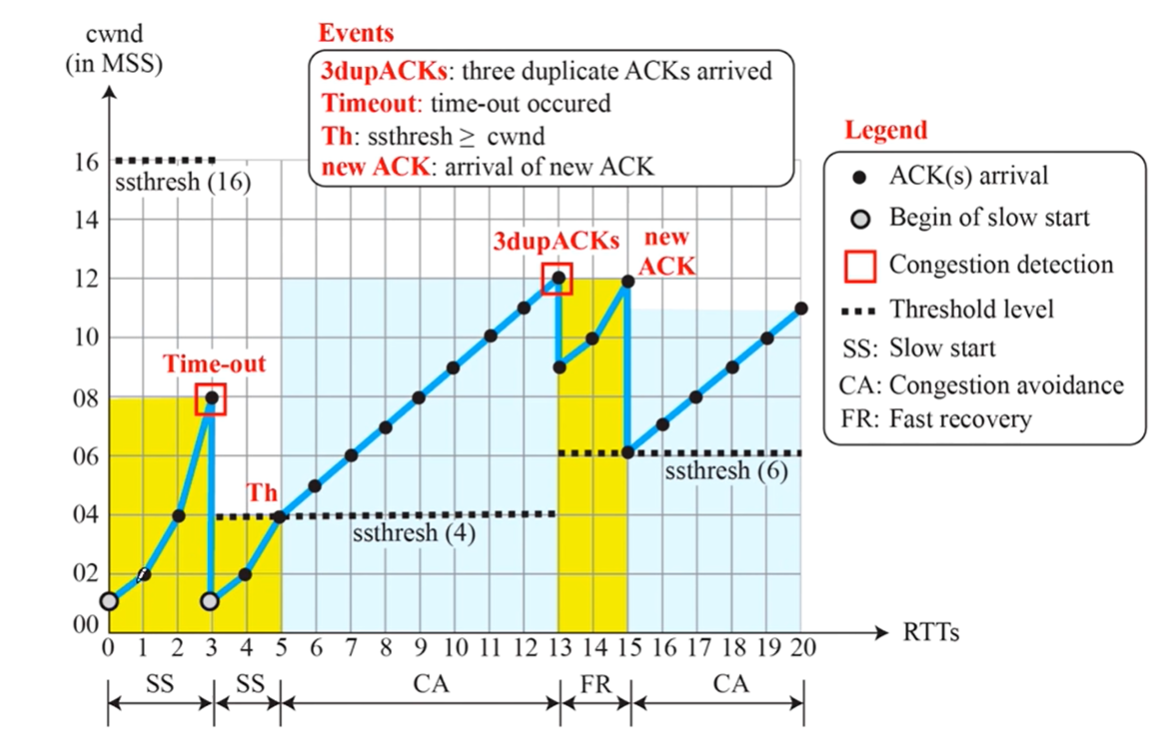 cwnd
(in MSS)
Events
3dupACKs: three duplicate ACKs arrived
Timeout: time-out occured
Th: ssthresh ≥ cwnd
new ACK: arrival of new ACK
Legend
ACK(s) arrival
Begin of slow start
Congestion detection
Threshold level
SS: Slow start
CA: Congestion avoidance
FR: Fast recovery
16
ssthresh (16)
14
3dupACKs
new
ACK
12
10
Time-out
08
06
ssthresh (6)
Th
04
ssthresh (4)
02
00
0 1 2 3 4 5 6 7 8 9 10 11 12 13 14 15 16 17 18 19 20
RTTs
SS SS CA FR CA